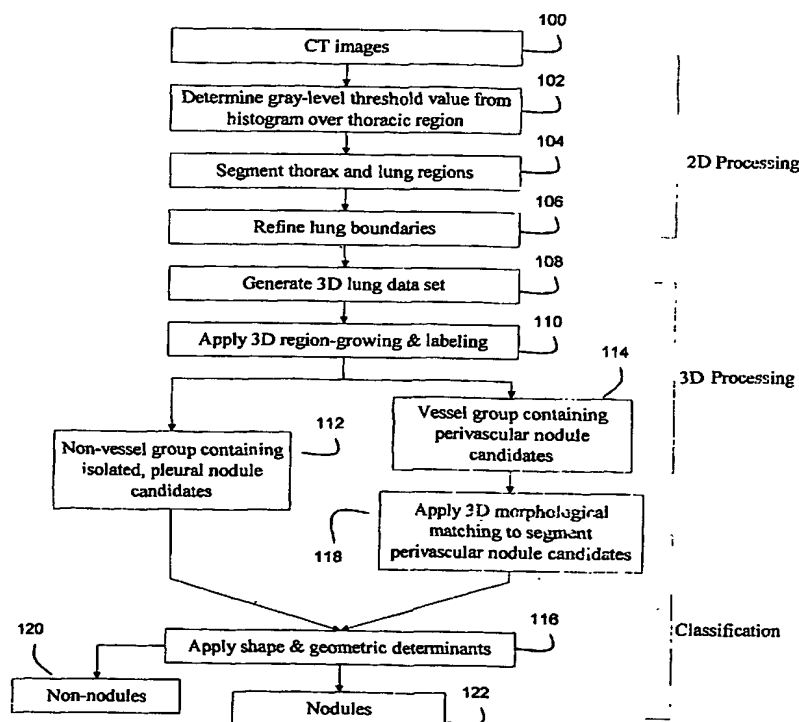 100
CT images
102
Determine gray-level threshold value from
histogram over thoracic region
104
Segment thorax and lung regions
2D Processing
106
Refine lung boundaries
108
Generate 3D lung data set
110
Apply 3D region-growing & labeling
114
3D Processing
Vessel group containing
perivascular nodule
candidates
112
Non-vessel group containing
isolated, pleural nodule
candidates
118
Apply 3D morphological
matching to segment
perivascular nodule candidates
116
Classification
120
Apply shape & geometric determinants
Non-nodules
122
Nodules